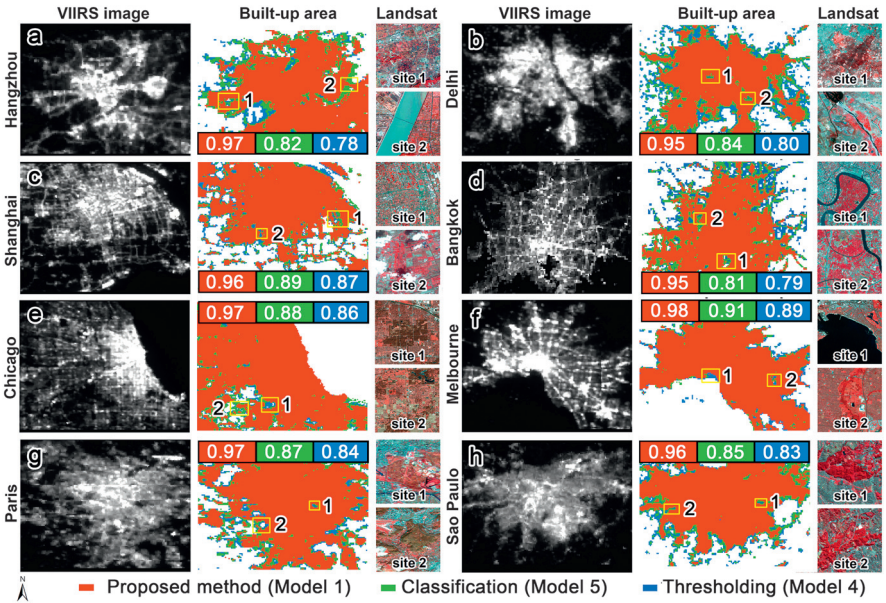 VIIRS image Built-up area Landsat VIIRS image Built-up area Landsat
Hangzhou
a
1
2
0.97 0.82 0.78
site 1
site 2
Delhi
b
1
2
0.95 0.84 0.80
site 1
site 2
Shanghai
c
1
2
0.96 0.89 0.87
site 1
site 2
Bangkok
d
2
1
0.95 0.81 0.79
site 1
site 2
Chicago
e
0.97 0.88 0.86
2
1
site 1
site 2
Melbourne
f
0.98 0.91 0.89
1
2
site 1
site 2
Paris
g
0.97 0.87 0.84
1
2
site 1
site 2
Sao Paulo
h
0.96 0.85 0.83
2
1
site 1
site 2
N
Proposed method (Model 1) Classification (Model 5) Thresholding (Model 4)